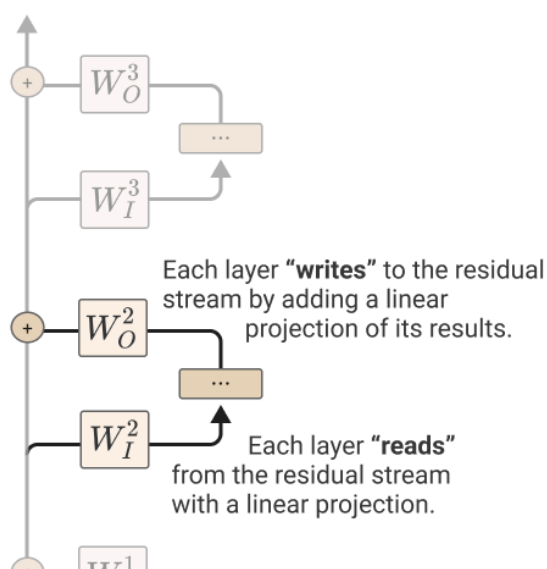 +
W_O^3
...
W_I^3
Each layer “writes” to the residual
stream by adding a linear
projection of its results.
+
W_O^2
...
W_I^2
Each layer “reads”
from the residual stream
with a linear projection.
W^1